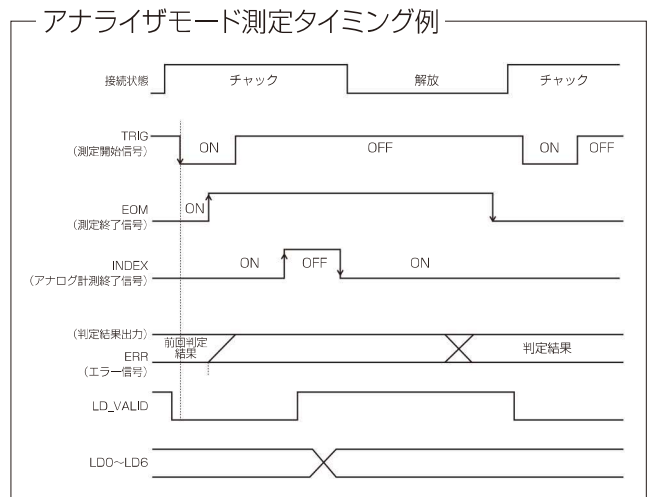 アナライザモード測定タイミング例
接続状態 チャック 解放 チャック
TRIG ON OFF ON OFF
(測定開始信号)
EOM ON
(測定終了信号)
INDEX ON OFF ON
(アナログ計測終了信号)
(判定結果出力) 前回判定 判定結果
結果
ERR
(エラー信号)
LD_VALID
LD0~LD6